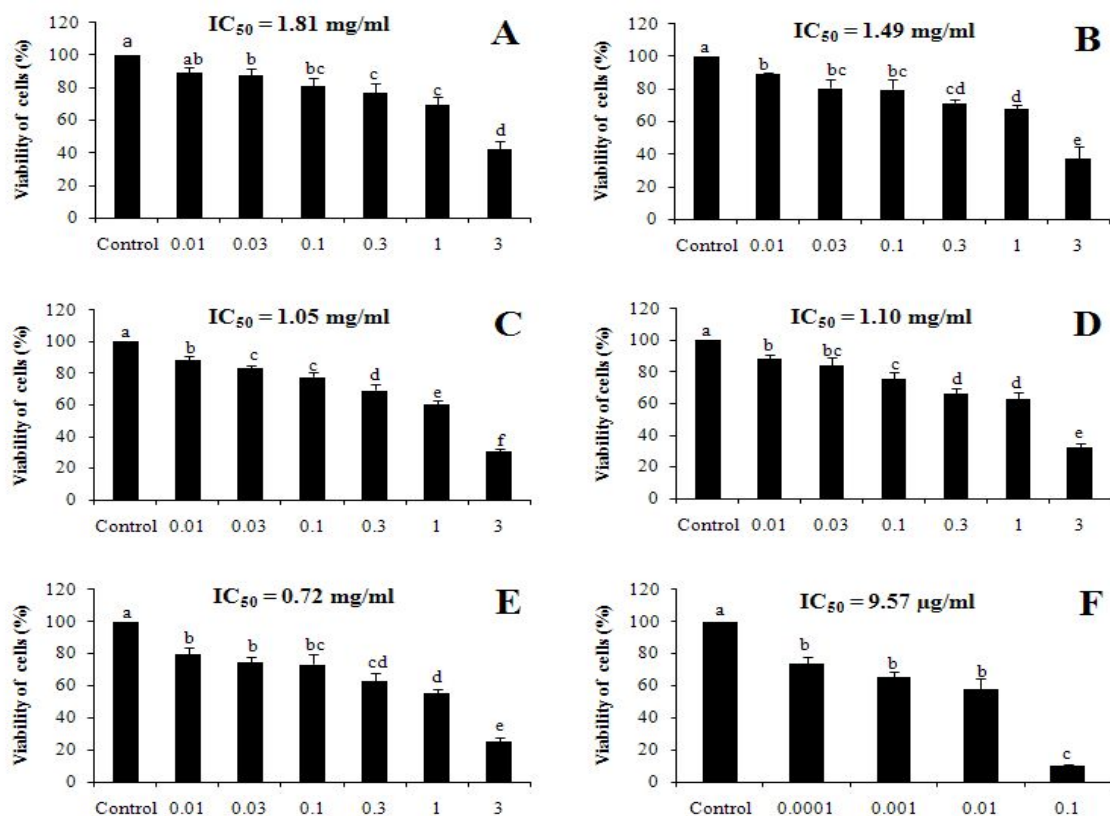 IC50 = 1.81 mg/ml
A
Viability of cells (%)
120
100
80
60
40
20
0
a
ab
b
bc
c
c
d
Control 0.01 0.03 0.1 0.3 1 3
IC50 = 1.49 mg/ml
B
Viability of cells (%)
120
100
80
60
40
20
0
a
b
bc
bc
cd
d
e
Control 0.01 0.03 0.1 0.3 1 3
IC50 = 1.05 mg/ml
C
Viability of cells (%)
120
100
80
60
40
20
0
a
b
c
c
d
e
f
Control 0.01 0.03 0.1 0.3 1 3
IC50 = 1.10 mg/ml
D
Viability of cells (%)
120
100
80
60
40
20
0
a
b
bc
c
d
d
e
Control 0.01 0.03 0.1 0.3 1 3
IC50 = 0.72 mg/ml
E
Viability of cells (%)
120
100
80
60
40
20
0
a
b
b
bc
cd
d
e
Control 0.01 0.03 0.1 0.3 1 3
IC50 = 9.57 µg/ml
F
Viability of cells (%)
120
100
80
60
40
20
0
a
b
b
b
c
Control 0.0001 0.001 0.01 0.1